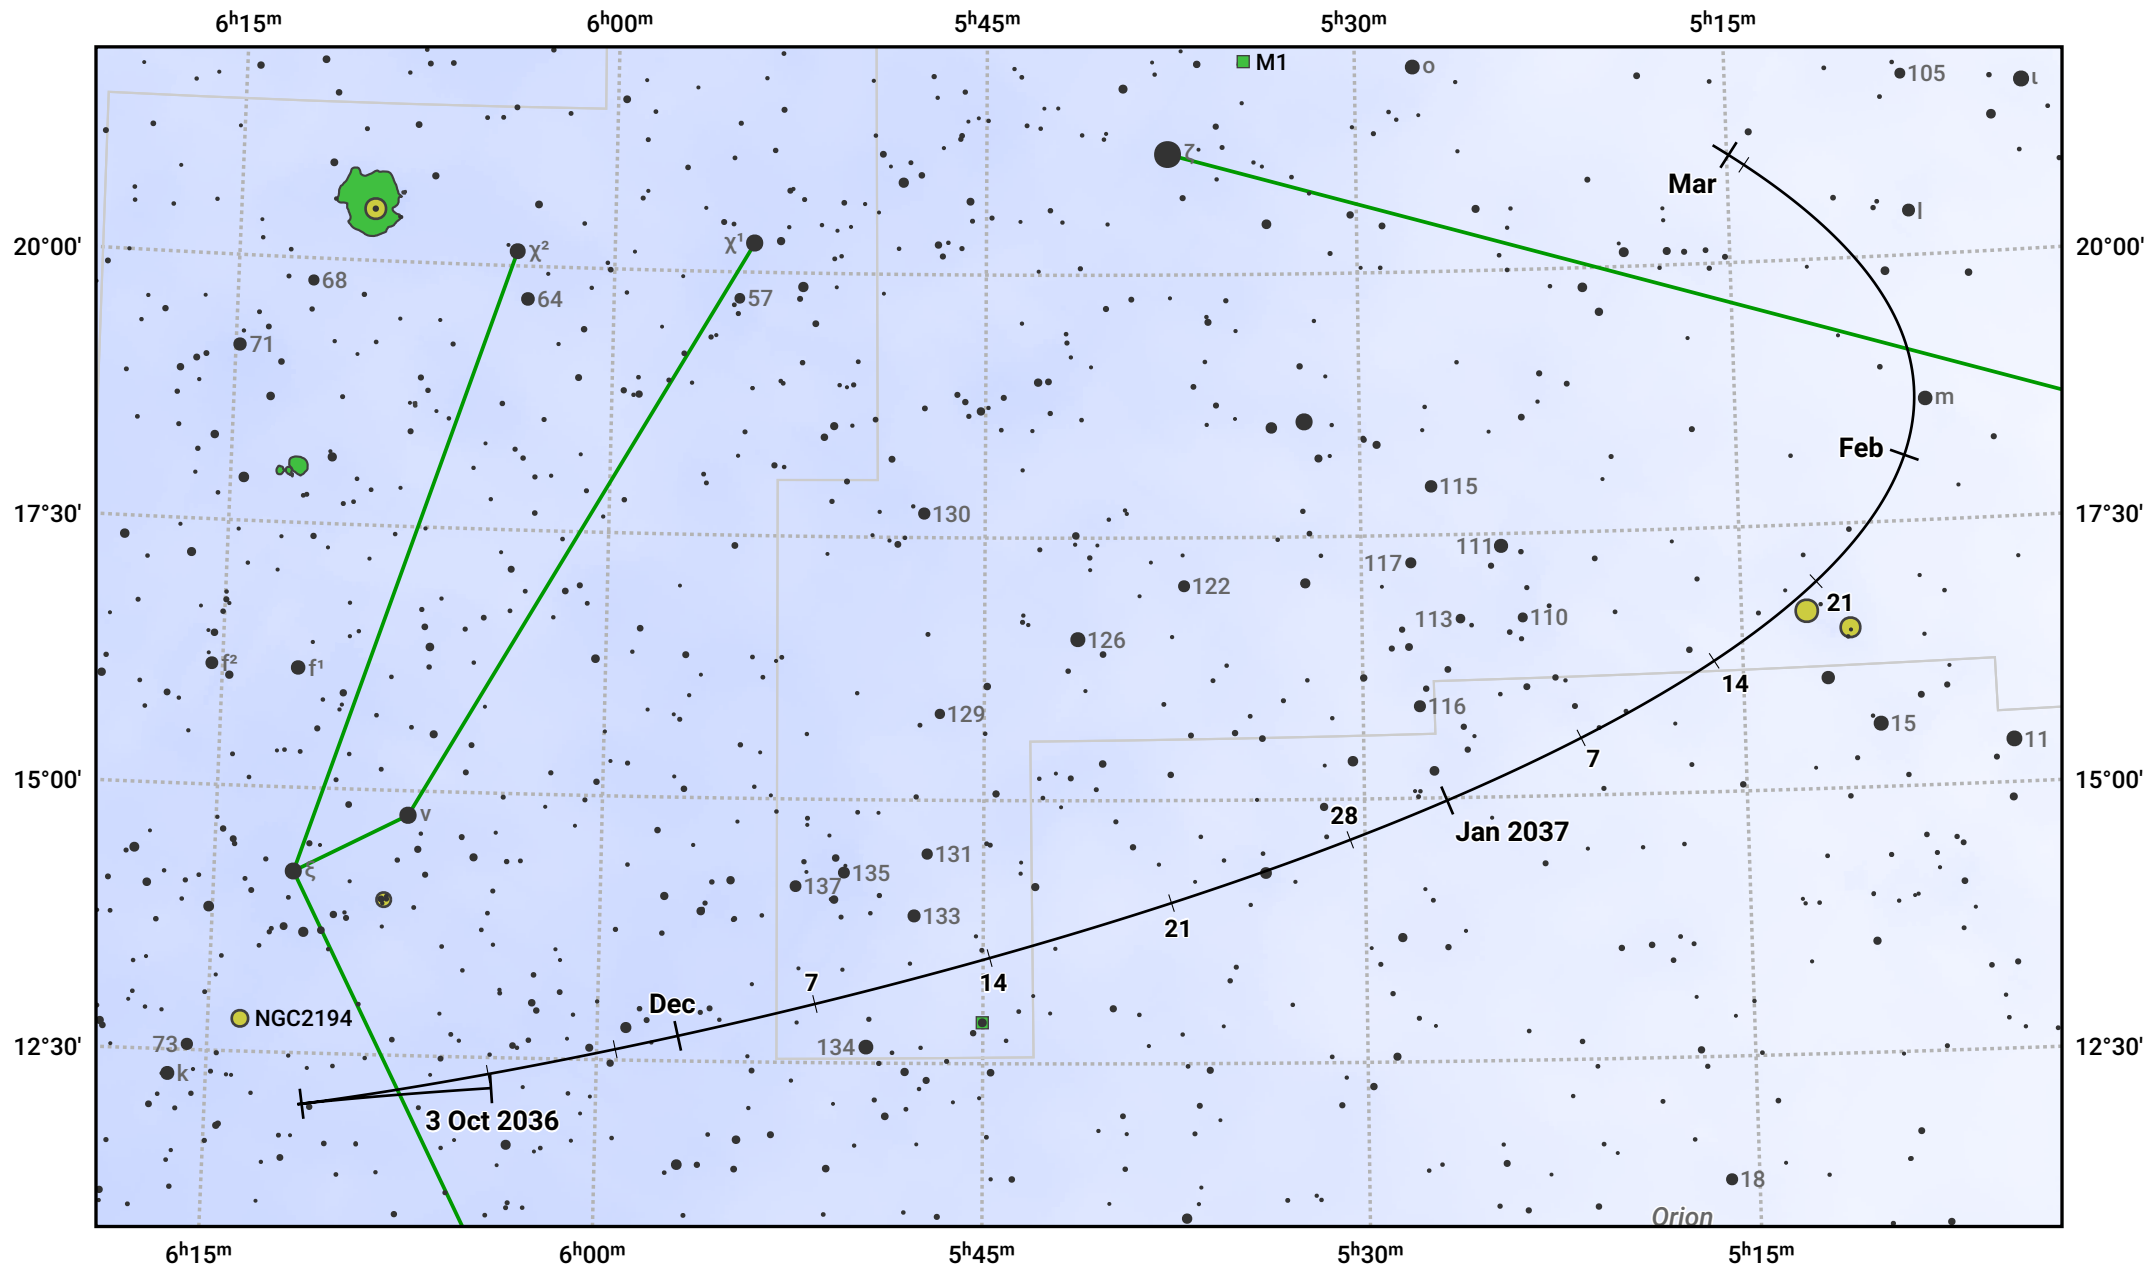 6ʰ15ᵐ 6ʰ00ᵐ 5ʰ45ᵐ 5ʰ30ᵐ 5ʰ15ᵐ
M1 ο 105 ι
ζ
Mar
l
χ² χ¹
20°00' 20°00'
68 64 57
71
m
Feb
115
17°30' 130 17°30'
111
117
122
21
113 110
126
f² f¹
14
129 116 15
11
7
15°00' 15°00'
ν 28
Jan 2037
131
ς 135
137
133
21
7 14
Dec
NGC2194
73 134
12°30' 12°30'
k
3 Oct 2036
18
Orion
6ʰ15ᵐ 6ʰ00ᵐ 5ʰ45ᵐ 5ʰ30ᵐ 5ʰ15ᵐ